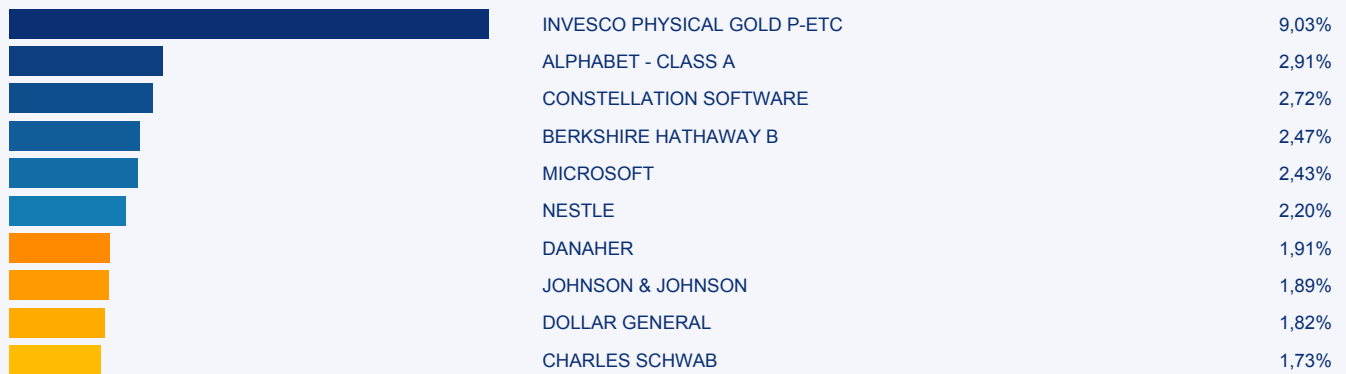 INVESCO PHYSICAL GOLD P-ETC 9,03%
ALPHABET - CLASS A 2,91%
CONSTELLATION SOFTWARE 2,72%
BERKSHIRE HATHAWAY B 2,47%
MICROSOFT 2,43%
NESTLE 2,20%
DANAHER 1,91%
JOHNSON & JOHNSON 1,89%
DOLLAR GENERAL 1,82%
CHARLES SCHWAB 1,73%